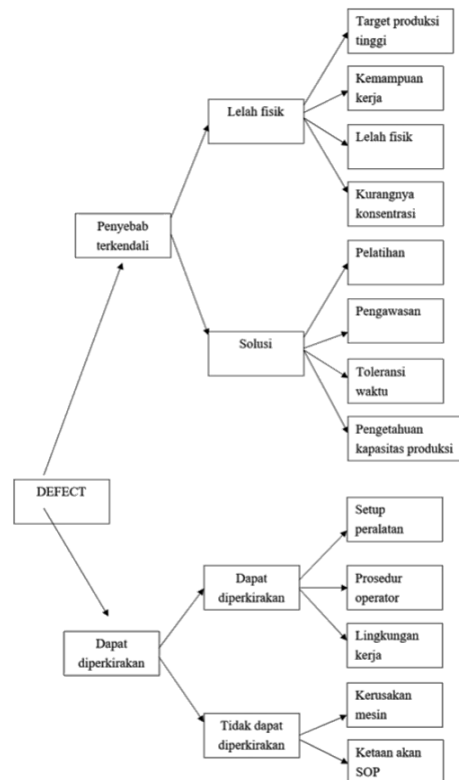 Target produksi
tinggi
Kemampuan
kerja
Lelah fisik
Lelah fisik
Kurangnya
konsentrasi
Penyebab
terkendali
Pelatihan
Pengawasan
Solusi
Toleransi
waktu
Pengetahuan
kapasitas produksi
DEFECT
Setup
peralatan
Dapat
diperkirakan
Prosedur
operator
Lingkungan
kerja
Dapat
diperkirakan
Kerusakan
mesin
Tidak dapat
diperkirakan
Ketaan akan
SOP